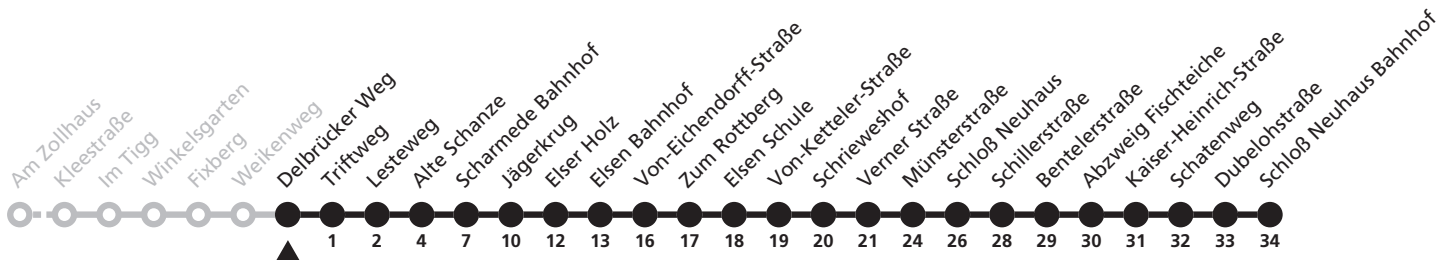 Am Zollhaus
Kleestraße
Im Tigg
Winkelsgarten
Fixberg
Weikenweg
Delbrücker Weg
Triftweg
Lesteweg
Alte Schanze
Scharmede Bahnhof
Jägerkrug
Elser Holz
Elsen Bahnhof
Von-Eichendorff-Straße
Zum Rottberg
Elsen Schule
Von-Ketteler-Straße
Schrieweshof
Verner Straße
Münsterstraße
Schloß Neuhaus
Schillerstraße
Bentelerstraße
Abzweig Fischteiche
Kaiser-Heinrich-Straße
Schatenweg
Dubelohstraße
Schloß Neuhaus Bahnhof
1 2 4 7 10 12 13 16 17 18 19 20 21 24 26 28 29 30 31 32 33 34